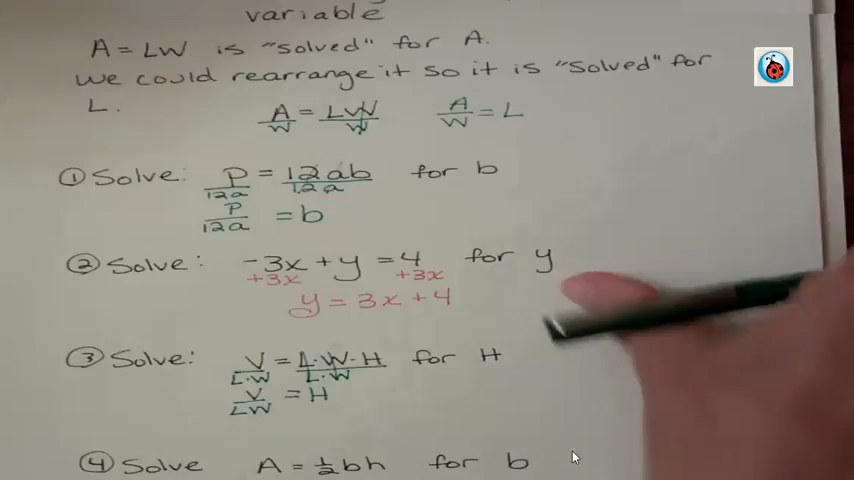 variable
A = LW is "solved" for A.
We could rearrange it so it is "solved" for
L.
A/W = LW/W    A/W = L
① Solve: P/12a = 12ab/12a for b
P/12a = b
② Solve: -3x + y = 4 for y
+3x +3x
y = 3x + 4
③ Solve: V/L·W = L·W·H/L·W for H
V/LW = H
④ Solve A = ½bh for b